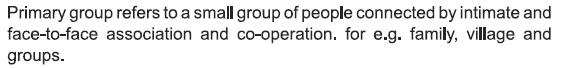 Primary group refers to a small group of people connected by intimate and
face-to-face association and co-operation. for e.g. family, village and
groups.